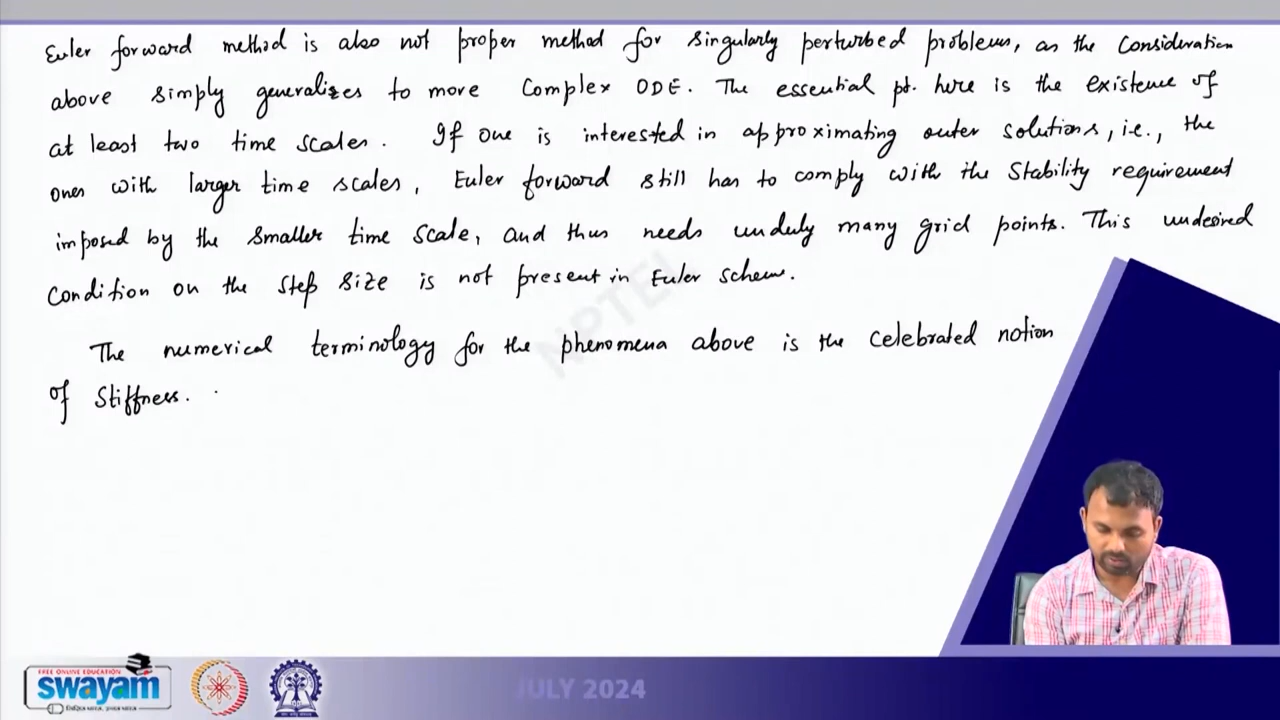 Euler forward method is also not proper method for singularly perturbed problems, as the consideration
above simply generalizes to more complex ODE. The essential pt. here is the existence of
at least two time scales. If one is interested in approximating outer solutions, i.e., the
ones with larger time scales, Euler forward still has to comply with the stability requirement
imposed by the smaller time scale, and thus needs unduly many grid points. This undesired
condition on the step size is not present in Euler scheme.
The numerical terminology for the phenomena above is the celebrated notion
of Stiffness.
NPTEL
FREE ONLINE EDUCATION
swayam
JULY 2024